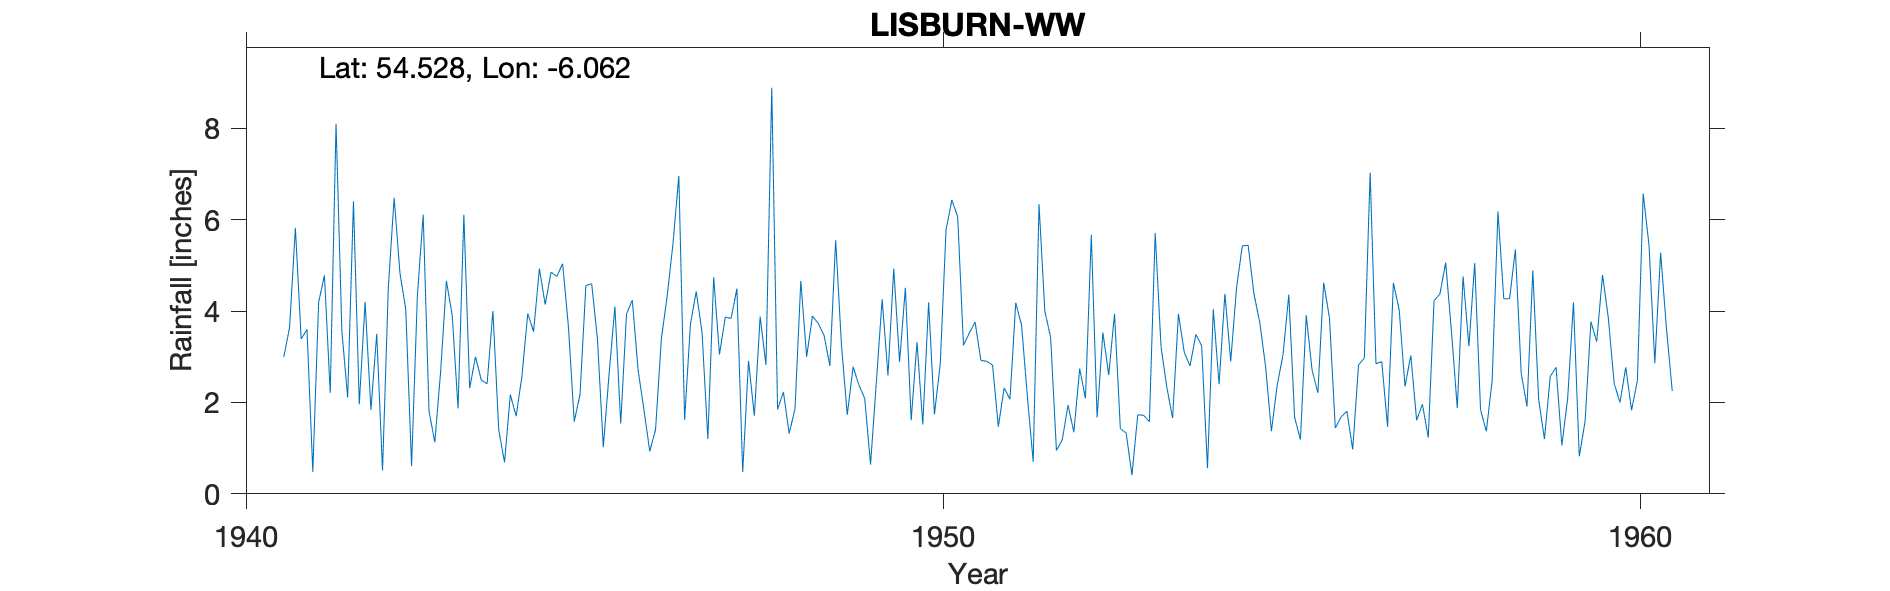 LISBURN-WW
Lat: 54.528, Lon: -6.062
8
6
4
2
0
Rainfall [inches]
1940 1950 1960
Year